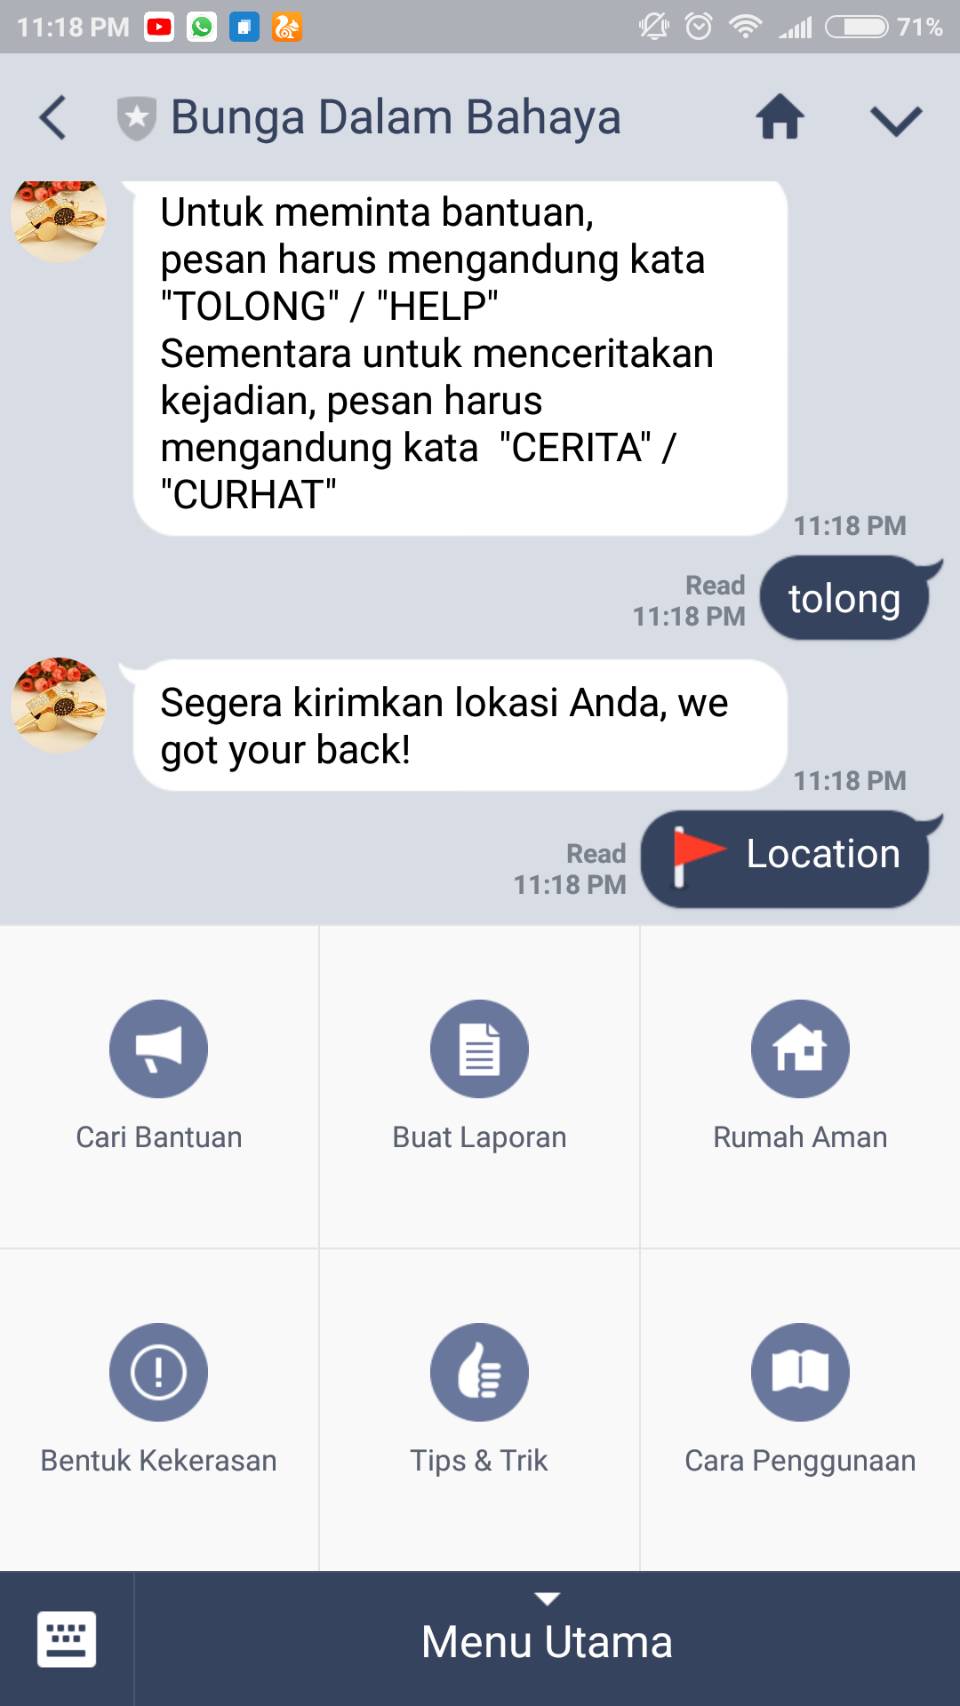 11:18 PM 71%
Bunga Dalam Bahaya
Untuk meminta bantuan,
pesan harus mengandung kata
"TOLONG" / "HELP"
Sementara untuk menceritakan
kejadian, pesan harus
mengandung kata  "CERITA" /
"CURHAT"
11:18 PM
Read
11:18 PM
tolong
Segera kirimkan lokasi Anda, we
got your back!
11:18 PM
Read
11:18 PM
Location
Cari Bantuan
Buat Laporan
Rumah Aman
Bentuk Kekerasan
Tips & Trik
Cara Penggunaan
Menu Utama